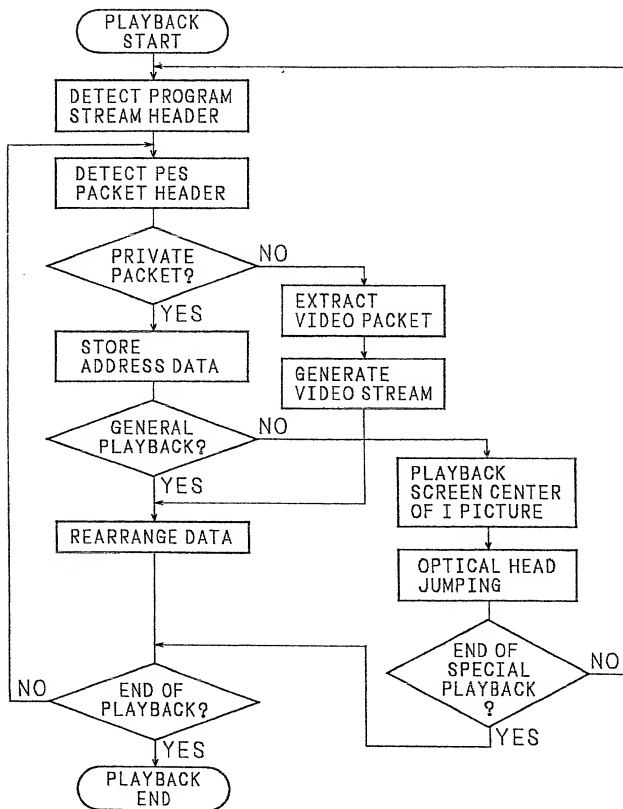 PLAYBACK
START
DETECT PROGRAM
STREAM HEADER
DETECT PES
PACKET HEADER
PRIVATE
PACKET?
NO
YES
EXTRACT
VIDEO PACKET
STORE
ADDRESS DATA
GENERATE
VIDEO STREAM
GENERAL
PLAYBACK?
NO
YES
PLAYBACK
SCREEN CENTER
OF I PICTURE
REARRANGE DATA
OPTICAL HEAD
JUMPING
END OF
SPECIAL
PLAYBACK
?
NO
YES
END OF
PLAYBACK?
NO
YES
PLAYBACK
END